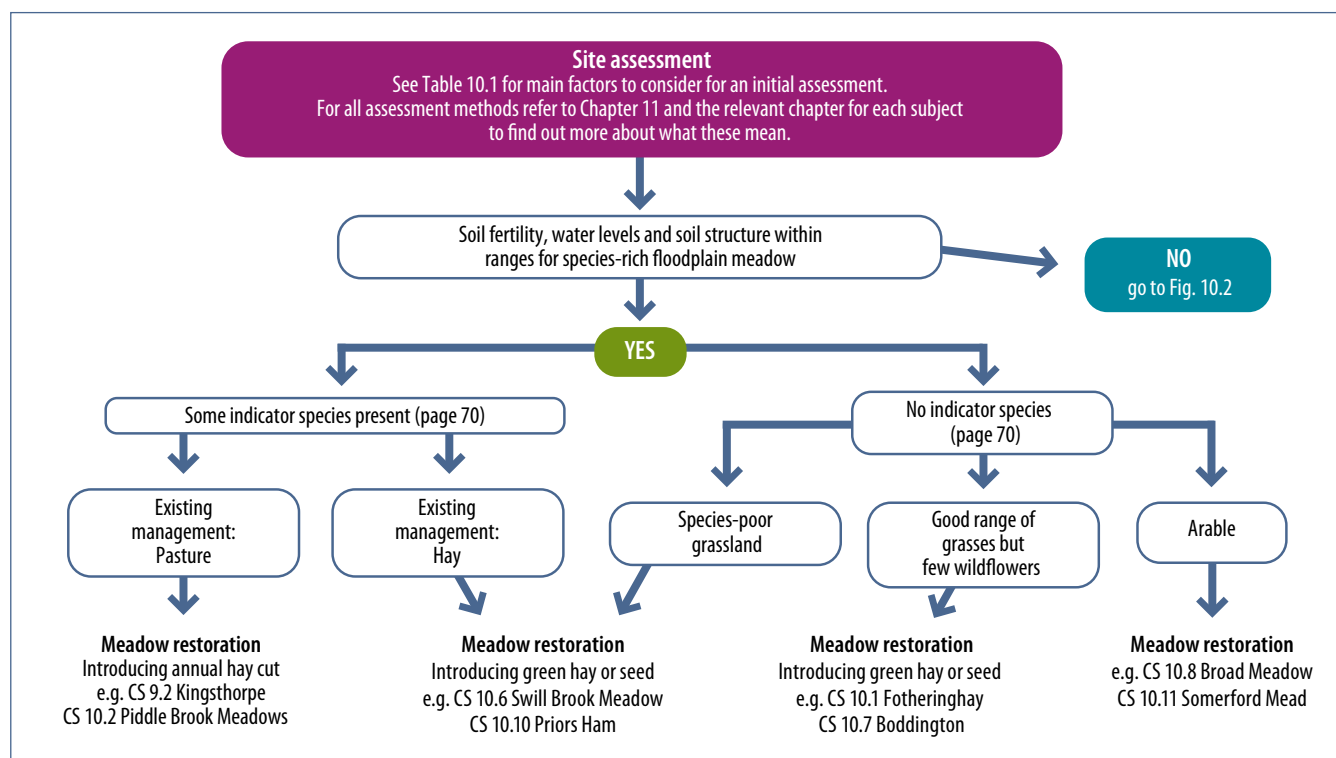 Site assessment
See Table 10.1 for main factors to consider for an initial assessment.
For all assessment methods refer to Chapter 11 and the relevant chapter for each subject
to find out more about what these mean.
Soil fertility, water levels and soil structure within
ranges for species-rich floodplain meadow
NO
go to Fig. 10.2
YES
Some indicator species present (page 70)
No indicator species
(page 70)
Existing
management:
Pasture
Existing
management:
Hay
Species-poor
grassland
Good range of
grasses but
few wildflowers
Arable
Meadow restoration
Introducing annual hay cut
e.g. CS 9.2 Kingsthorpe
CS 10.2 Piddle Brook Meadows
Meadow restoration
Introducing green hay or seed
e.g. CS 10.6 Swill Brook Meadow
CS 10.10 Priors Ham
Meadow restoration
Introducing green hay or seed
e.g. CS 10.1 Fotheringhay
CS 10.7 Boddington
Meadow restoration
e.g. CS 10.8 Broad Meadow
CS 10.11 Somerford Mead